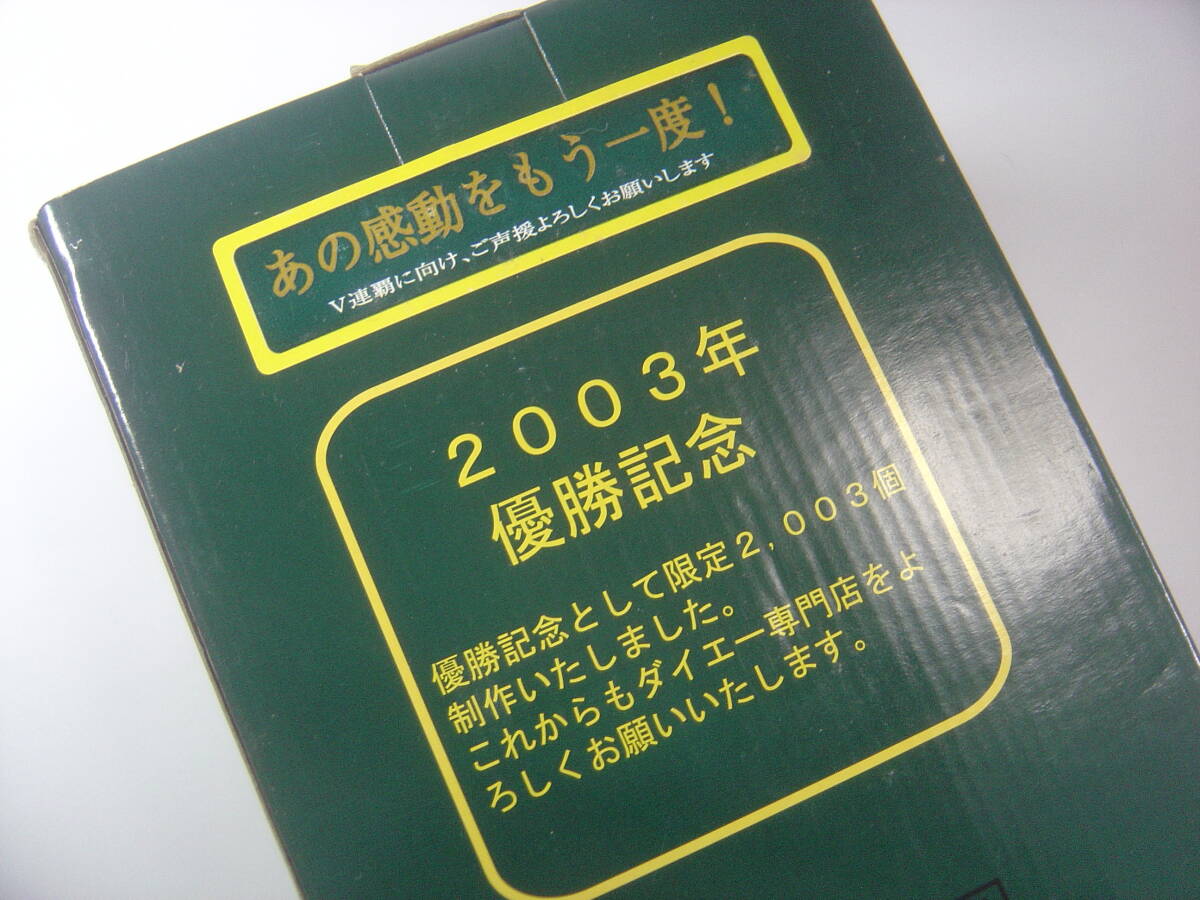 あの感動をもう一度！
V連覇に向け、ご声援よろしくお願いします
２００３年
優勝記念
優勝記念として限定２，００３個
制作いたしました。
これからもダイエー専門店をよ
ろしくお願いいたします。